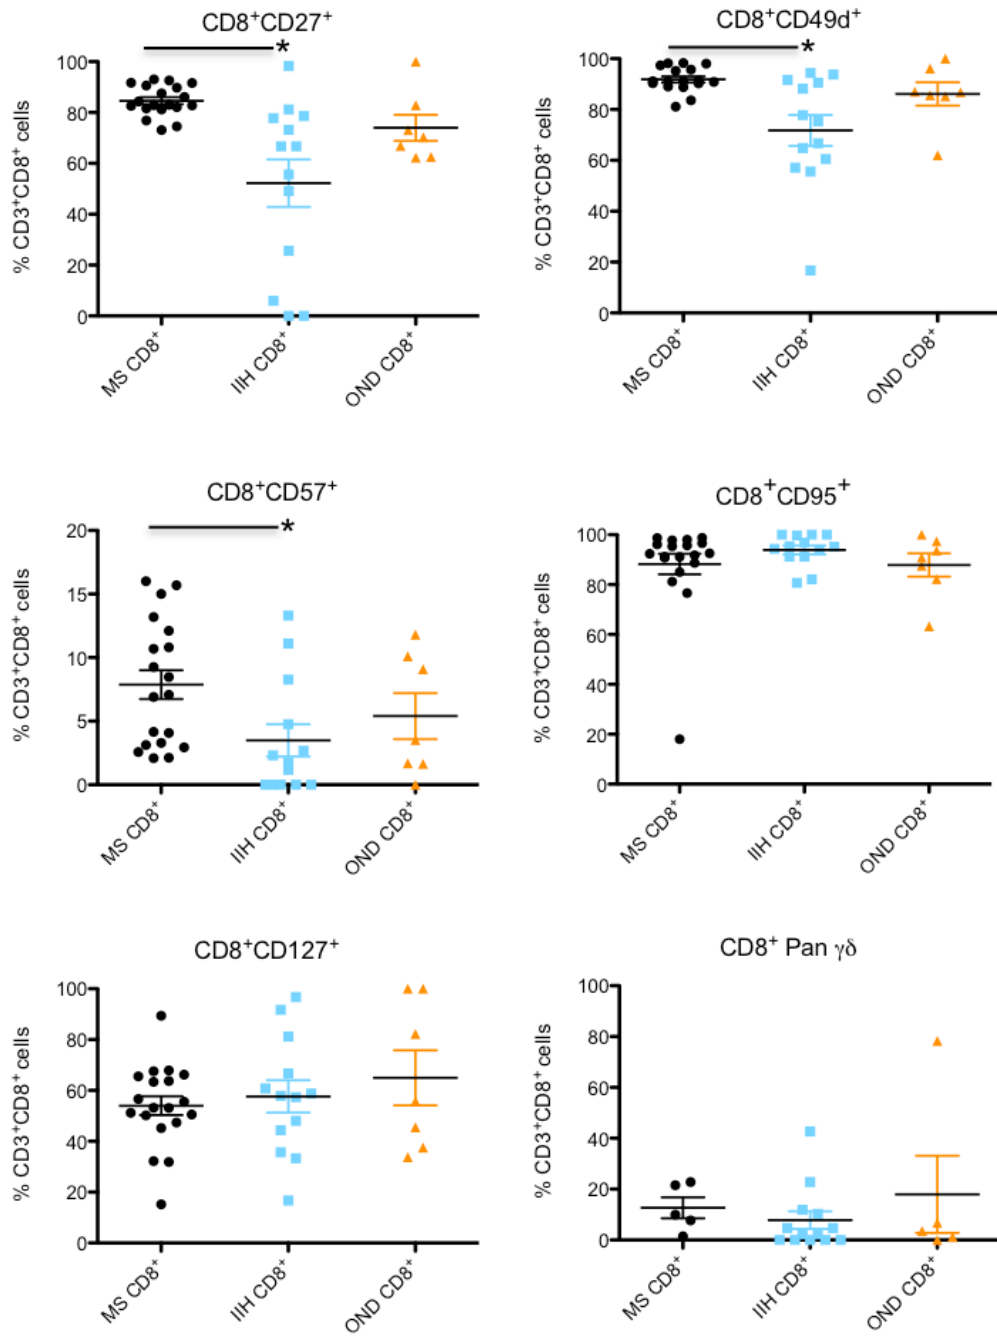 CD8⁺CD27⁺
*
% CD3⁺CD8⁺ cells
100
80
60
40
20
0
MS CD8⁺
IIH CD8⁺
OND CD8⁺
CD8⁺CD49d⁺
*
% CD3⁺CD8⁺ cells
100
80
60
40
20
0
MS CD8⁺
IIH CD8⁺
OND CD8⁺
CD8⁺CD57⁺
*
% CD3⁺CD8⁺ cells
20
15
10
5
0
MS CD8⁺
IIH CD8⁺
OND CD8⁺
CD8⁺CD95⁺
% CD3⁺CD8⁺ cells
100
80
60
40
20
0
MS CD8⁺
IIH CD8⁺
OND CD8⁺
CD8⁺CD127⁺
% CD3⁺CD8⁺ cells
100
80
60
40
20
0
MS CD8⁺
IIH CD8⁺
OND CD8⁺
CD8⁺ Pan γδ
% CD3⁺CD8⁺ cells
100
80
60
40
20
0
MS CD8⁺
IIH CD8⁺
OND CD8⁺